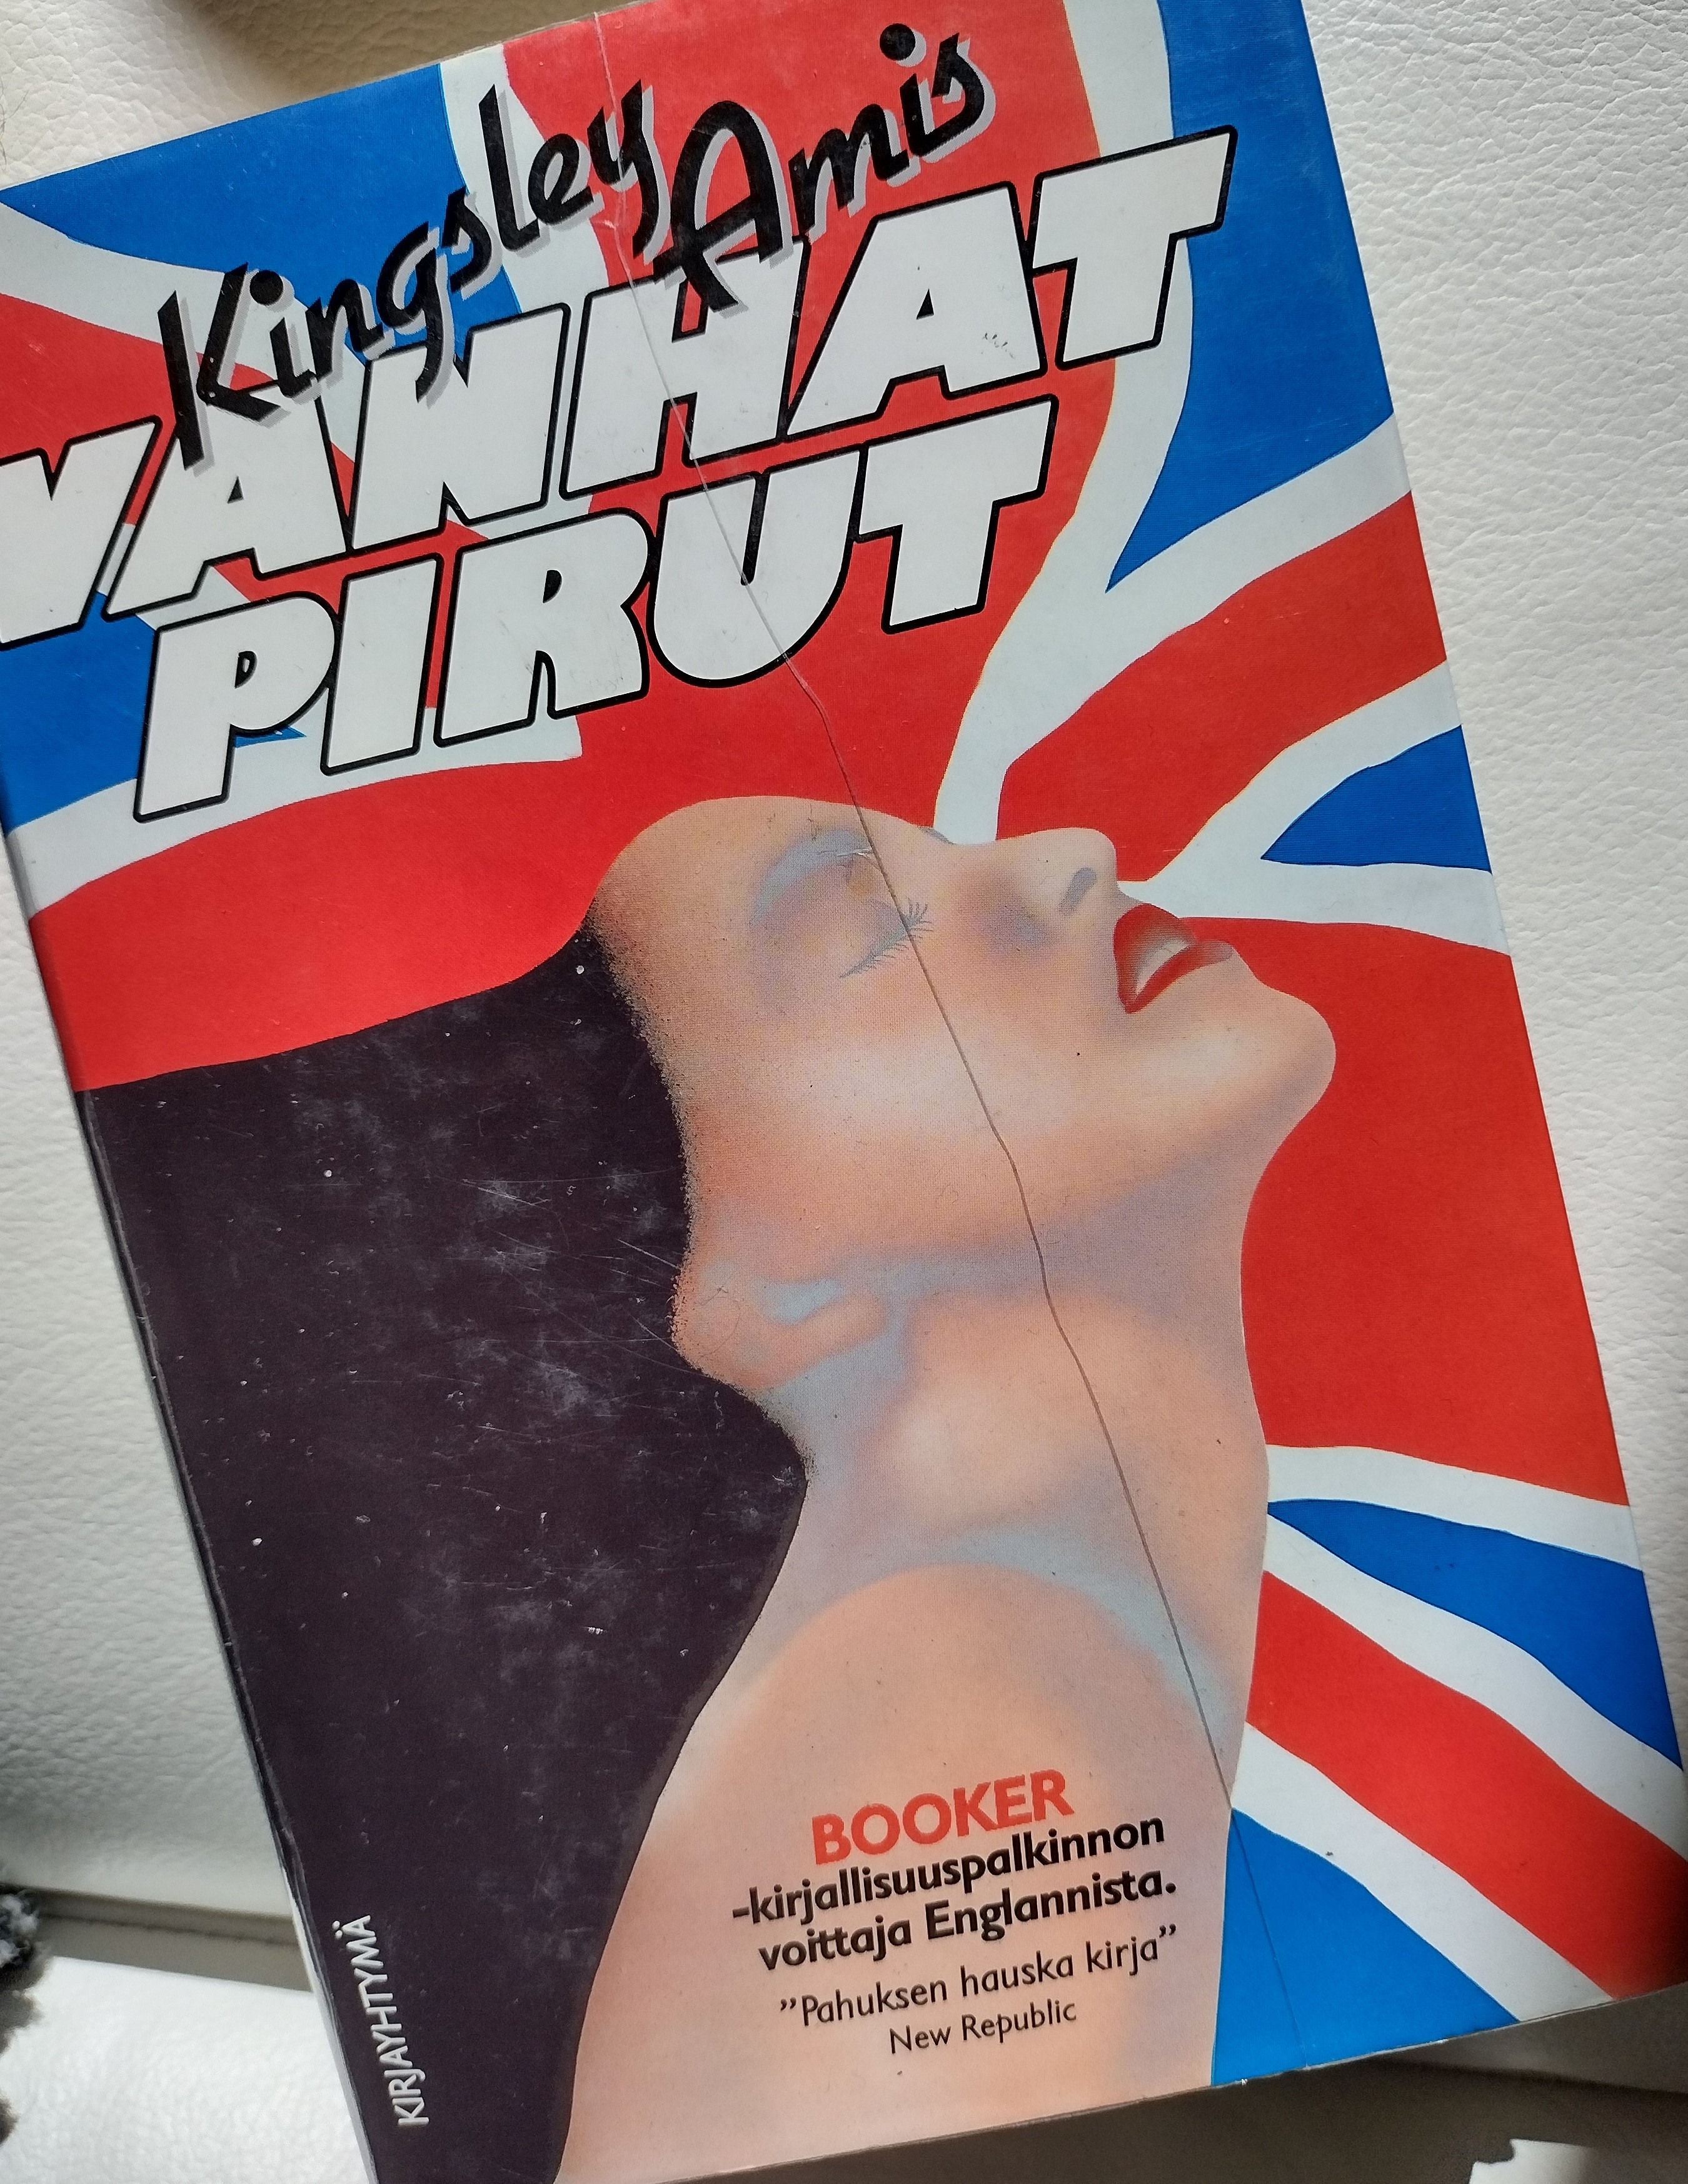 Kingsley Amis
VANHAT
PIRUT
BOOKER
-kirjallisuuspalkinnon
voittaja Englannista.
”Pahuksen hauska kirja”
New Republic
KIRJAYHTYMÄ